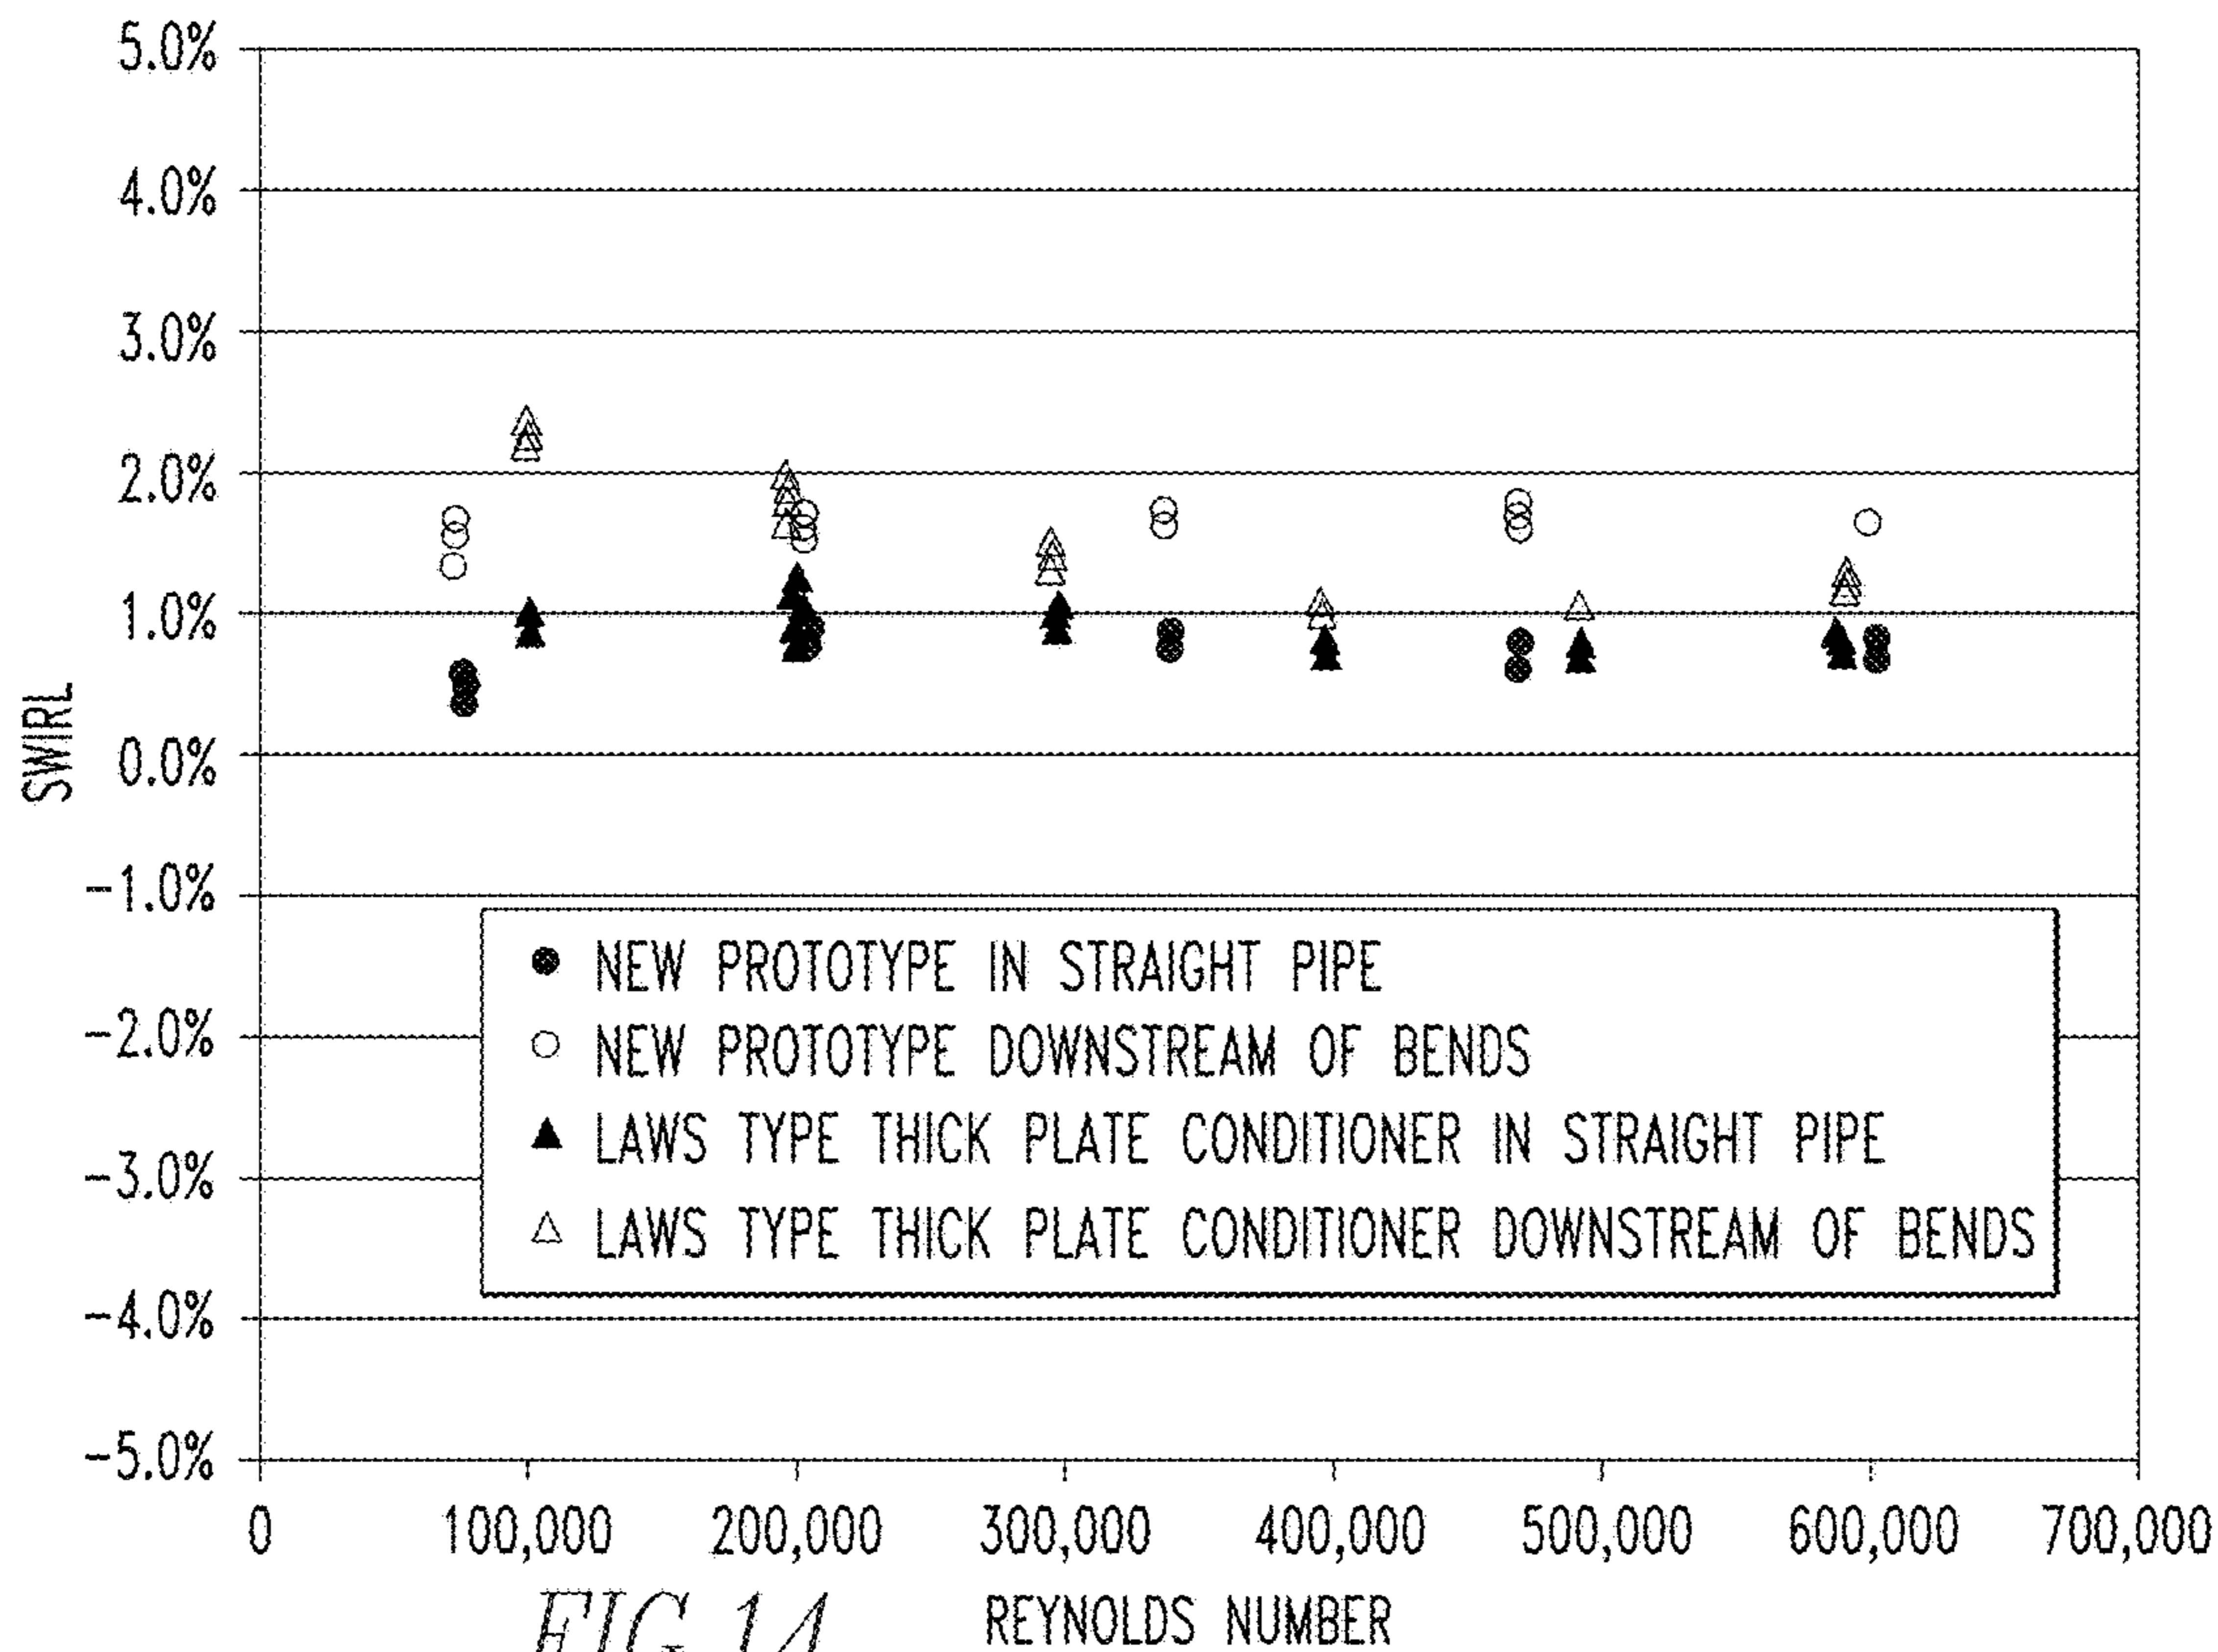 5.0%
4.0%
3.0%
2.0%
1.0%
0.0%
-1.0%
-2.0%
-3.0%
-4.0%
-5.0%
SWIRL
NEW PROTOTYPE IN STRAIGHT PIPE
NEW PROTOTYPE DOWNSTREAM OF BENDS
LAWS TYPE THICK PLATE CONDITIONER IN STRAIGHT PIPE
LAWS TYPE THICK PLATE CONDITIONER DOWNSTREAM OF BENDS
0 100,000 200,000 300,000 400,000 500,000 600,000 700,000
REYNOLDS NUMBER
FIG.14